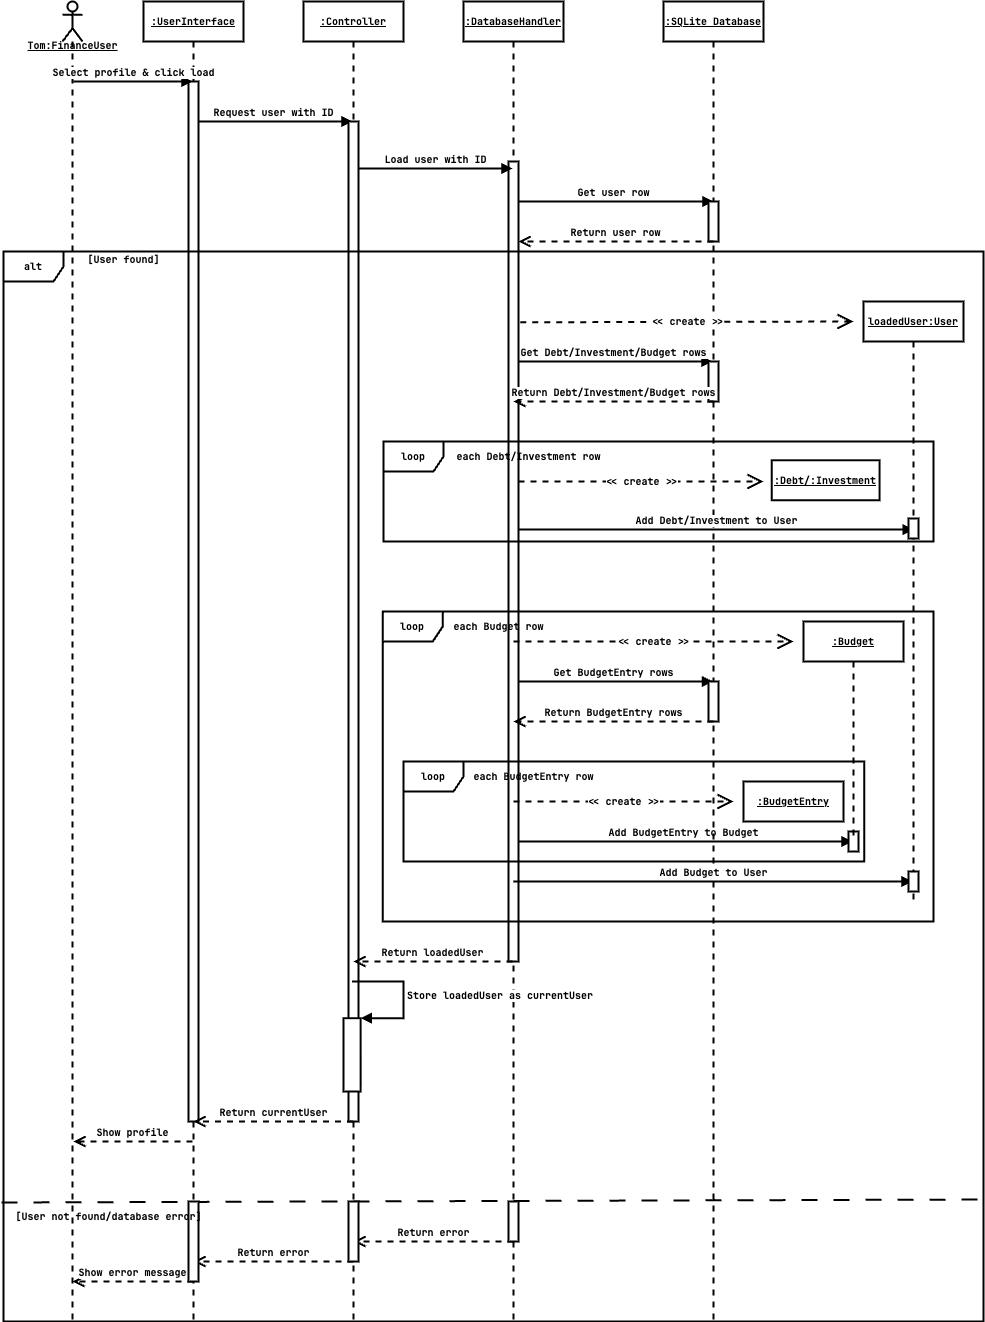 Tom:FinanceUser
:UserInterface
:Controller
:DatabaseHandler
:SQLite Database
Select profile & click load
Request user with ID
Load user with ID
Get user row
Return user row
alt
[User found]
<< create >>
loadedUser:User
Get Debt/Investment/Budget rows
Return Debt/Investment/Budget rows
loop
each Debt/Investment row
<< create >>
:Debt/:Investment
Add Debt/Investment to User
loop
each Budget row
<< create >>
:Budget
Get BudgetEntry rows
Return BudgetEntry rows
loop
each BudgetEntry row
<< create >>
:BudgetEntry
Add BudgetEntry to Budget
Add Budget to User
Return loadedUser
Store loadedUser as currentUser
Return currentUser
Show profile
[User not found/database error]
Return error
Return error
Show error message